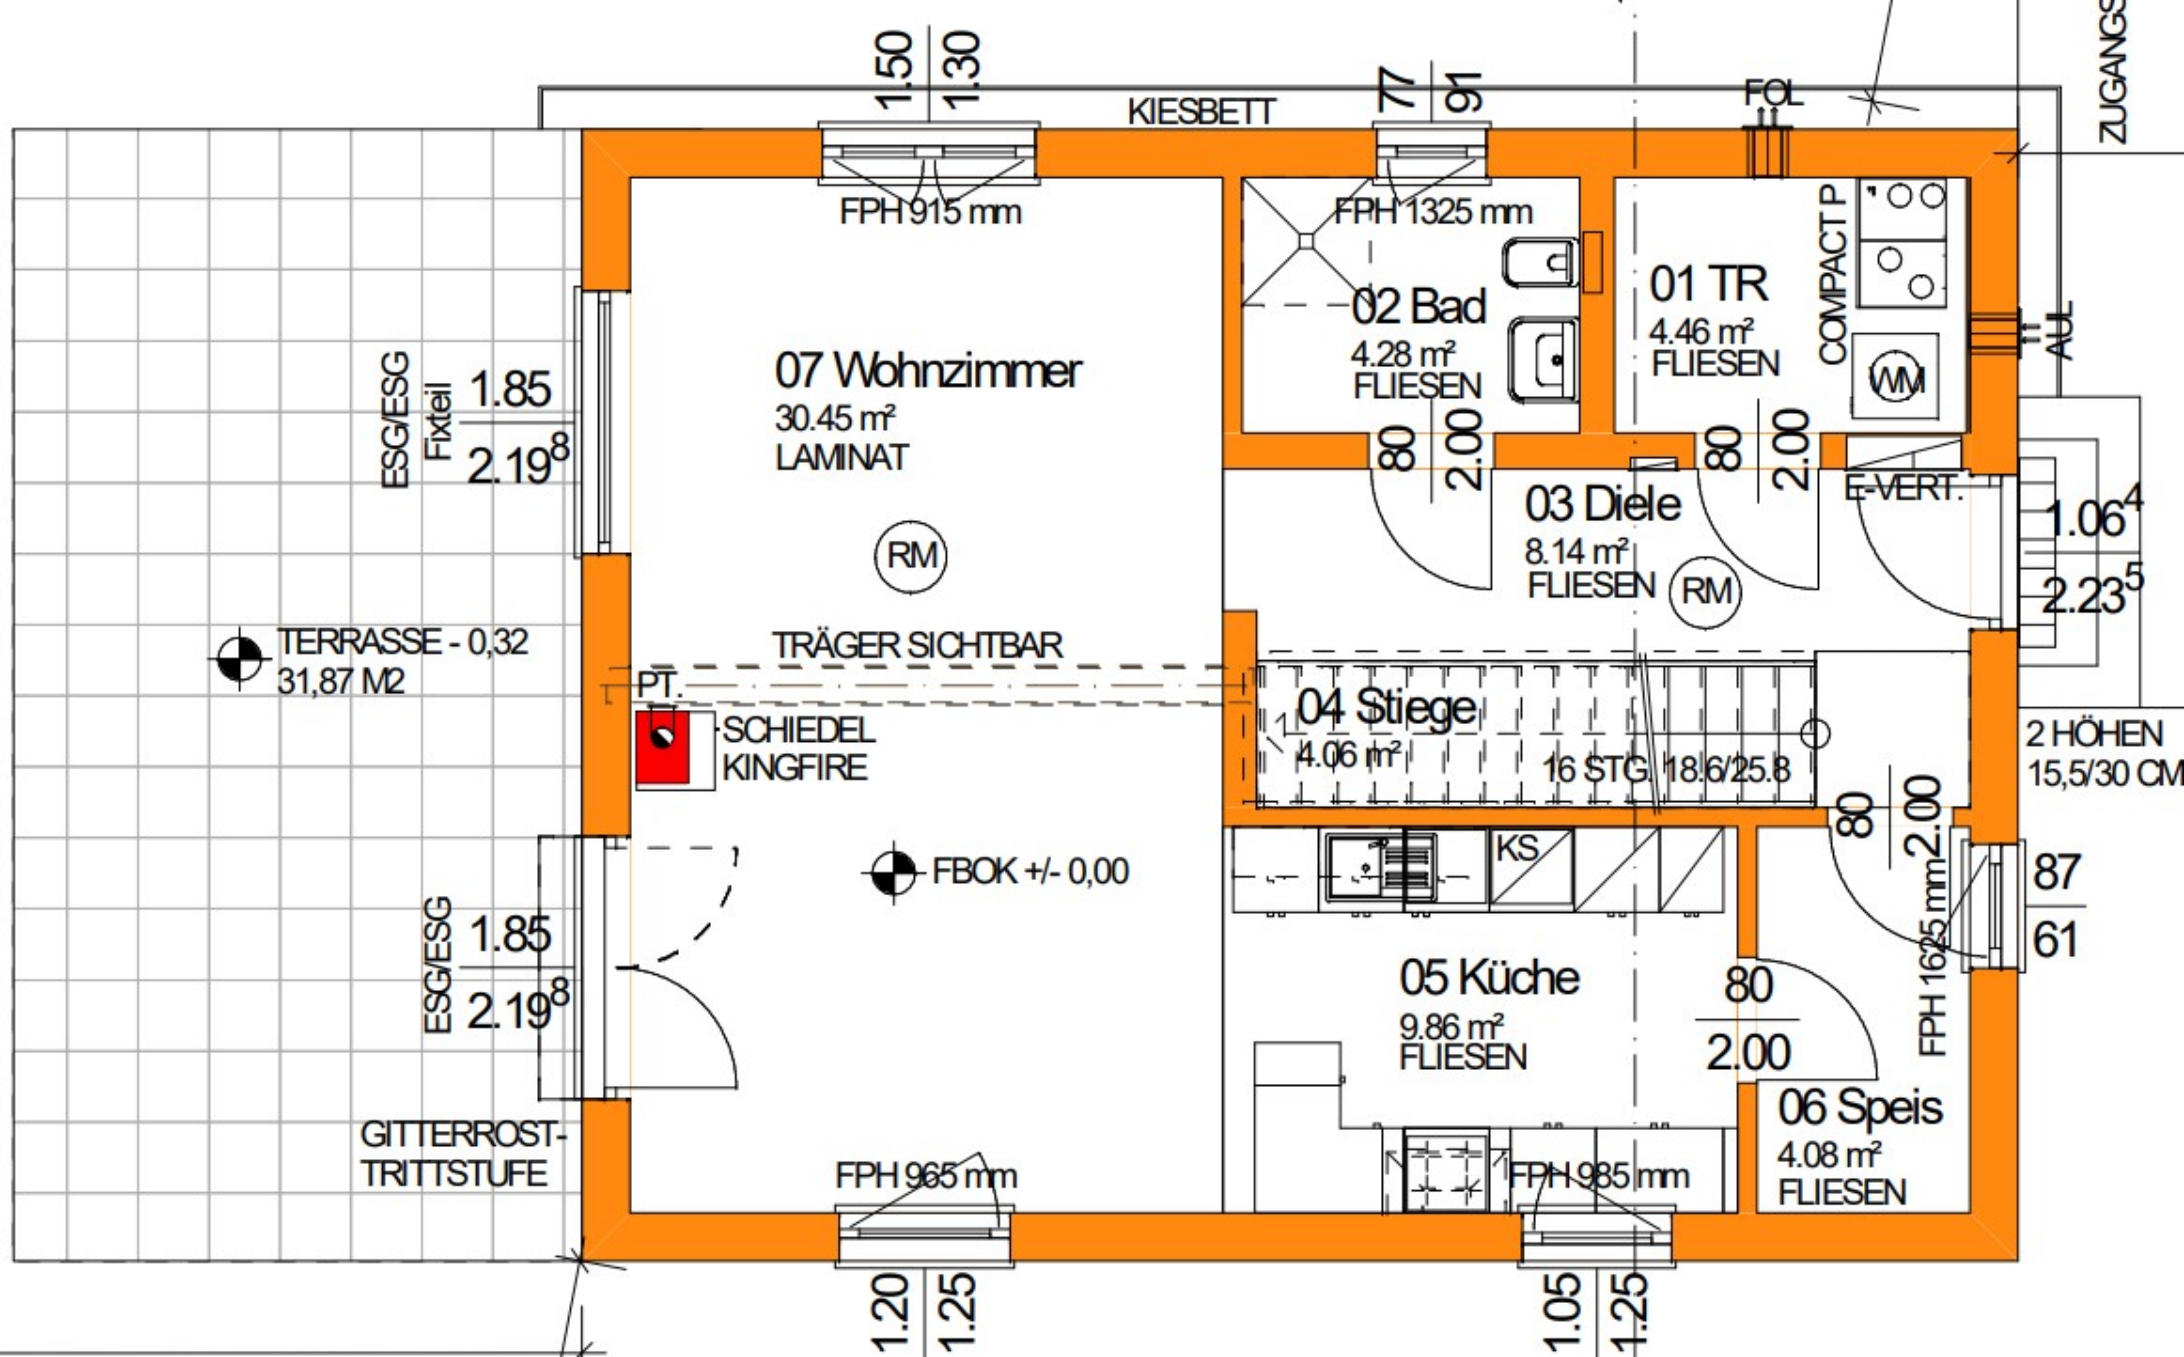 1.50
1.30
77
91
FOL
KIESBETT
ZUGANGS
FPH 915 mm
FPH 1325 mm
COMPACT P
02 Bad
4.28 m²
FLIESEN
01 TR
4.46 m²
FLIESEN
WM
AUL
07 Wohnzimmer
30.45 m²
LAMINAT
ESG/ESG
Fixteil
1.85
2.19⁸
80
2.00
80
2.00
E-VERT.
03 Diele
8.14 m²
FLIESEN
RM
RM
1.06⁴
2.23⁵
TERRASSE - 0,32
31,87 M2
TRÄGER SICHTBAR
PT.
SCHIEDEL
KINGFIRE
04 Stiege
4.06 m²
16 STG. 18.6/25.8
2 HÖHEN
15,5/30 CM
80
2.00
KS
FBOK +/- 0,00
87
61
FPH 1625 mm
ESG/ESG
1.85
2.19⁸
05 Küche
9.86 m²
FLIESEN
80
2.00
06 Speis
4.08 m²
FLIESEN
GITTERROST-
TRITTSTUFE
FPH 965 mm
FPH 985 mm
1.20
1.25
1.05
1.25